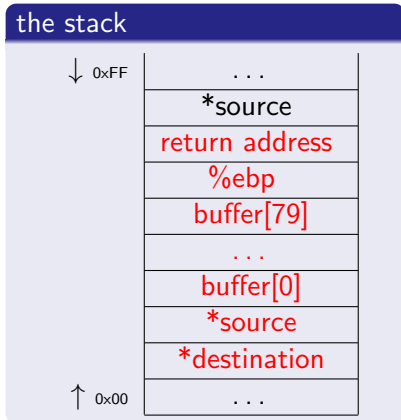 the stack
↓ 0xFF . . .
*source
return address
%ebp
buffer[79]
. . .
buffer[0]
*source
*destination
↑ 0x00 . . .